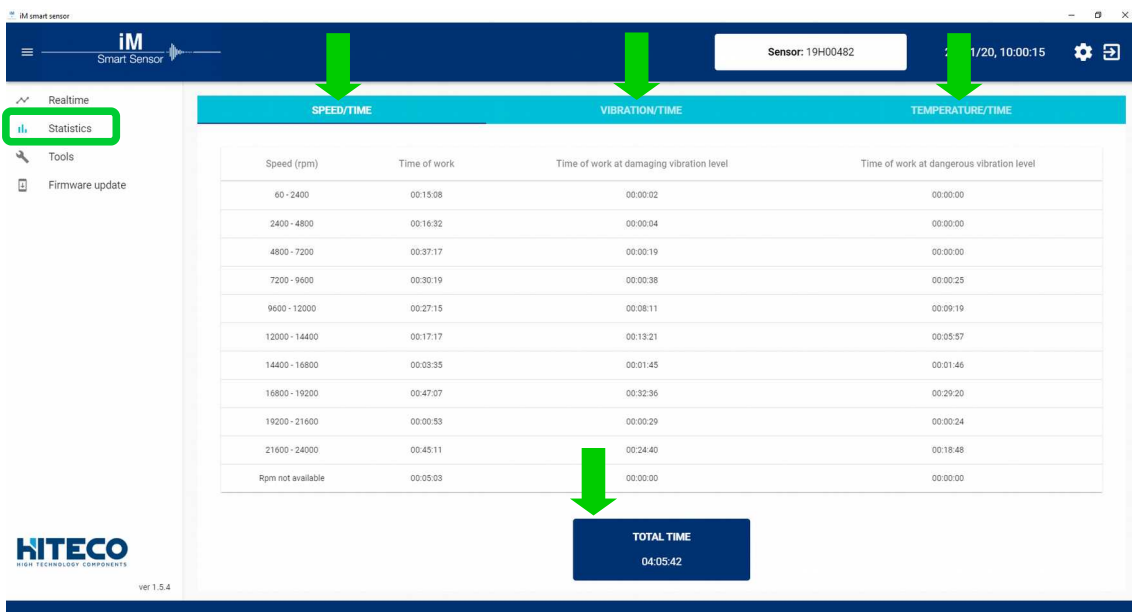 iM smart sensor
iM
Smart Sensor
Sensor: 19H00482
1/20, 10:00:15
Realtime
Statistics
Tools
Firmware update
SPEED/TIME VIBRATION/TIME TEMPERATURE/TIME
Speed (rpm) Time of work Time of work at damaging vibration level Time of work at dangerous vibration level
60 - 2400 00:15:08 00:00:02 00:00:00
2400 - 4800 00:16:32 00:00:04 00:00:00
4800 - 7200 00:37:17 00:00:19 00:00:00
7200 - 9600 00:30:19 00:00:38 00:00:25
9600 - 12000 00:27:15 00:08:11 00:09:19
12000 - 14400 00:17:17 00:13:21 00:05:57
14400 - 16800 00:03:35 00:01:45 00:01:46
16800 - 19200 00:47:07 00:32:36 00:29:20
19200 - 21600 00:00:53 00:00:29 00:00:24
21600 - 24000 00:45:11 00:24:40 00:18:48
Rpm not available 00:05:03 00:00:00 00:00:00
TOTAL TIME
04:05:42
HITECO
HIGH TECHNOLOGY COMPONENTS
ver 1.5.4